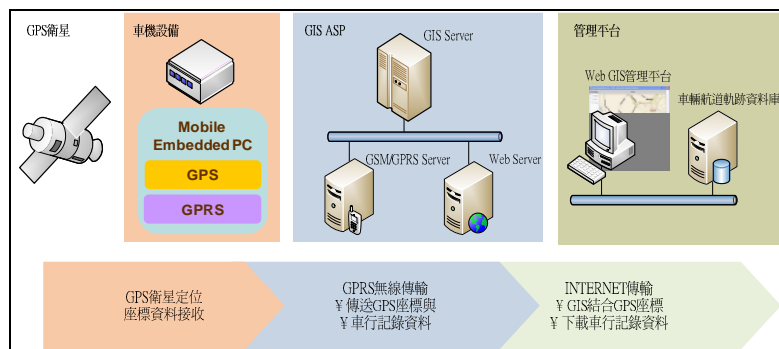 GPS衛星
車機設備
Mobile
Embedded PC
GPS
GPRS
GIS ASP
GIS Server
GSM/GPRS Server
Web Server
管理平台
Web GIS管理平台
車輛航道軌跡資料庫
GPS衛星定位
座標資料接收
GPRS無線傳輸
¥ 傳送GPS座標與
¥ 車行記錄資料
INTERNET傳輸
¥ GIS結合GPS座標
¥ 下載車行記錄資料